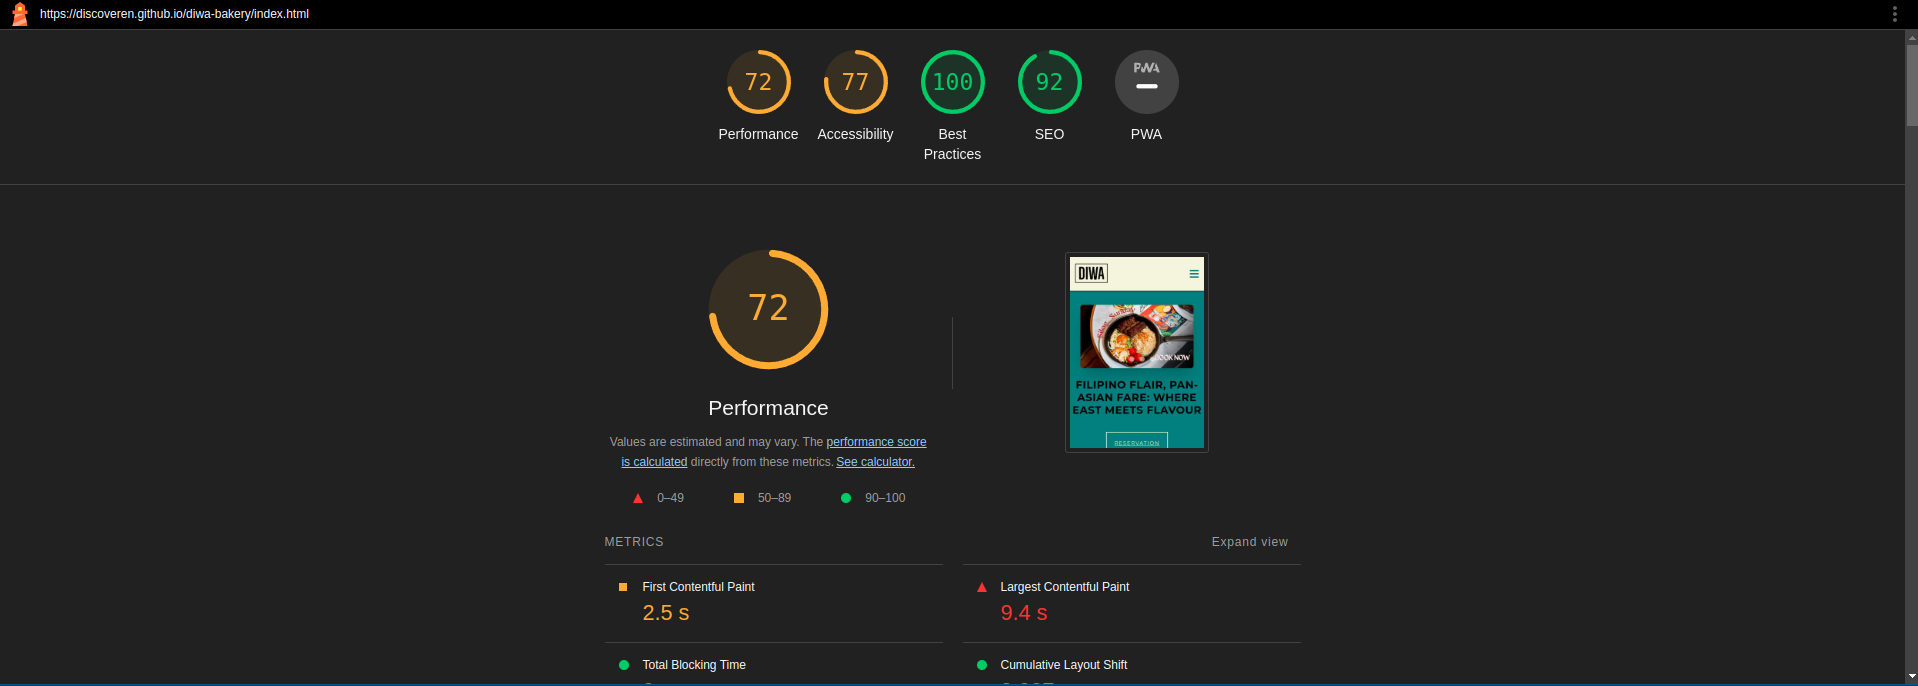 https://discoveren.github.io/diwa-bakery/index.html
72
77
100
92
PWA
Performance
Accessibility
Best
Practices
SEO
PWA
72
Performance
Values are estimated and may vary. The performance score
is calculated directly from these metrics. See calculator.
0–49
50–89
90–100
DIWA
BOOK NOW
FILIPINO FLAIR, PAN-
ASIAN FARE: WHERE
EAST MEETS FLAVOUR
RESERVATION
METRICS
Expand view
First Contentful Paint
2.5 s
Largest Contentful Paint
9.4 s
Total Blocking Time
Cumulative Layout Shift